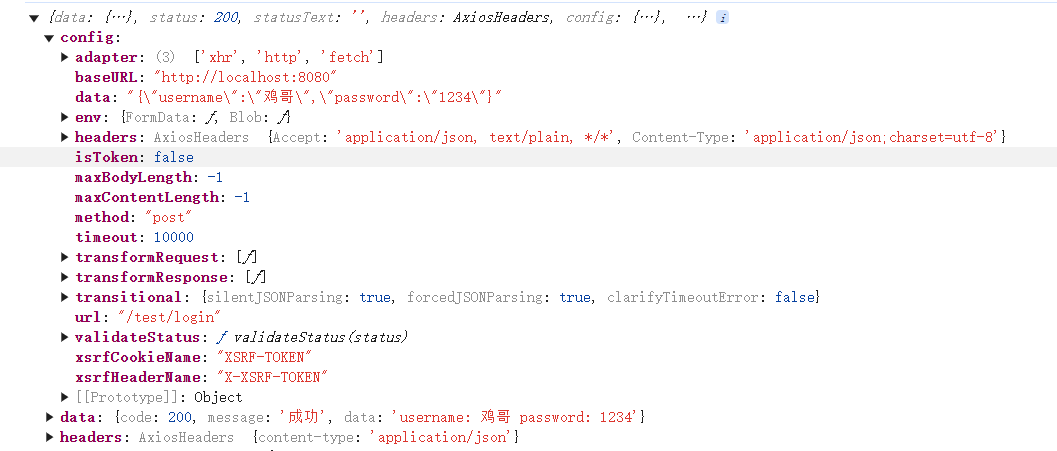 ▼ {data: {…}, status: 200, statusText: '', headers: AxiosHeaders, config: {…}, …} i
▼ config:
▶ adapter: (3) ['xhr', 'http', 'fetch']
baseURL: "http://localhost:8080"
data: "{\"username\":\"鸡哥\",\"password\":\"1234\"}"
▶ env: {FormData: ƒ, Blob: ƒ}
▶ headers: AxiosHeaders {Accept: 'application/json, text/plain, */*', Content-Type: 'application/json;charset=utf-8'}
isToken: false
maxBodyLength: -1
maxContentLength: -1
method: "post"
timeout: 10000
▶ transformRequest: [ƒ]
▶ transformResponse: [ƒ]
▶ transitional: {silentJSONParsing: true, forcedJSONParsing: true, clarifyTimeoutError: false}
url: "/test/login"
▶ validateStatus: ƒ validateStatus(status)
xsrfCookieName: "XSRF-TOKEN"
xsrfHeaderName: "X-XSRF-TOKEN"
▶ [[Prototype]]: Object
▶ data: {code: 200, message: '成功', data: 'username: 鸡哥 password: 1234'}
▶ headers: AxiosHeaders {content-type: 'application/json'}